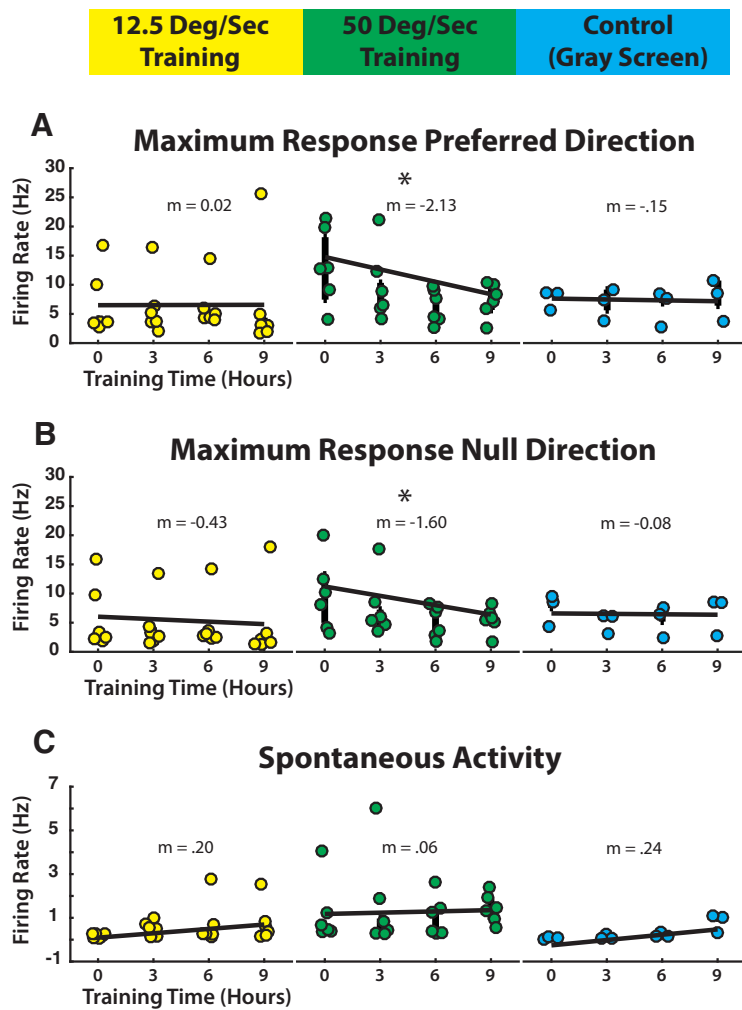 12.5 Deg/Sec Training
50 Deg/Sec Training
Control (Gray Screen)
A
Maximum Response Preferred Direction
Firing Rate (Hz)
30
25
20
15
10
5
0
m = 0.02
*
m = -2.13
m = -.15
0 3 6 9 0 3 6 9 0 3 6 9
Training Time (Hours)
B
Maximum Response Null Direction
Firing Rate (Hz)
30
25
20
15
10
5
0
m = -0.43
*
m = -1.60
m = -0.08
0 3 6 9 0 3 6 9 0 3 6 9
Training Time (Hours)
C
Spontaneous Activity
Firing Rate (Hz)
7
5
3
1
-1
m = .20
m = .06
m = .24
0 3 6 9 0 3 6 9 0 3 6 9
Training Time (Hours)